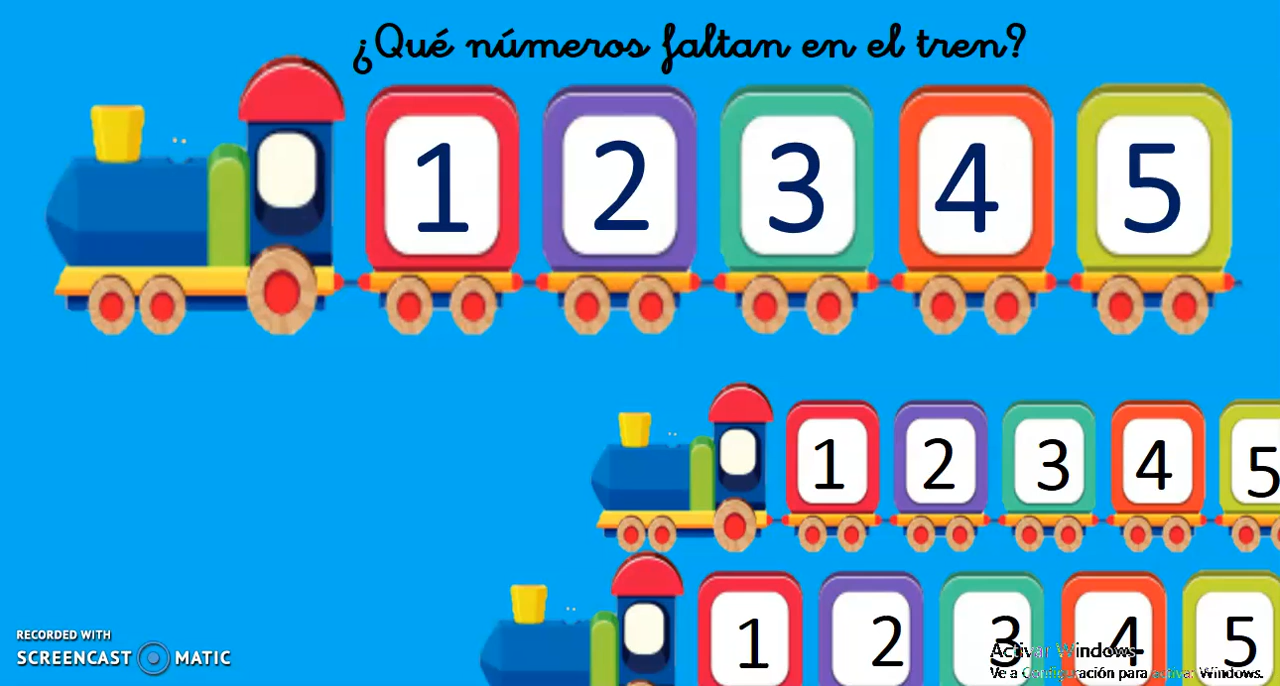 ¿Qué números faltan en el tren?
1 2 3 4 5
1 2 3 4 5
1 2 3 4 5
RECORDED WITH
SCREENCAST MATIC
Activar Windows
Ve a Configuración para activar Windows.